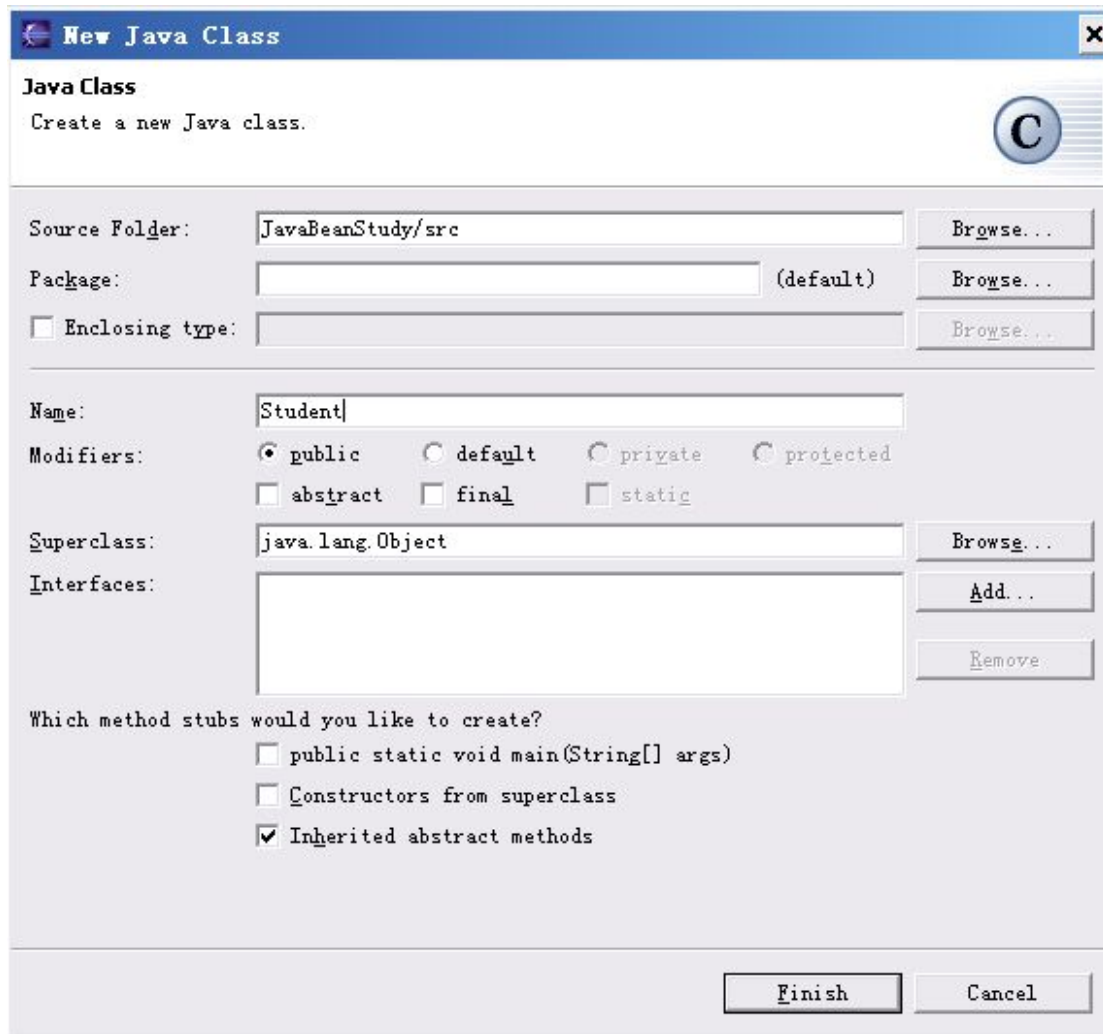 New Java Class
Java Class
Create a new Java class.
C
Source Folder: JavaBeanStudy/src Browse...
Package: (default) Browse...
Enclosing type: Browse...
Name: Student
Modifiers: public default private protected
abstract final static
Superclass: java.lang.Object Browse...
Interfaces: Add...
Remove
Which method stubs would you like to create?
public static void main(String[] args)
Constructors from superclass
Inherited abstract methods
Finish Cancel